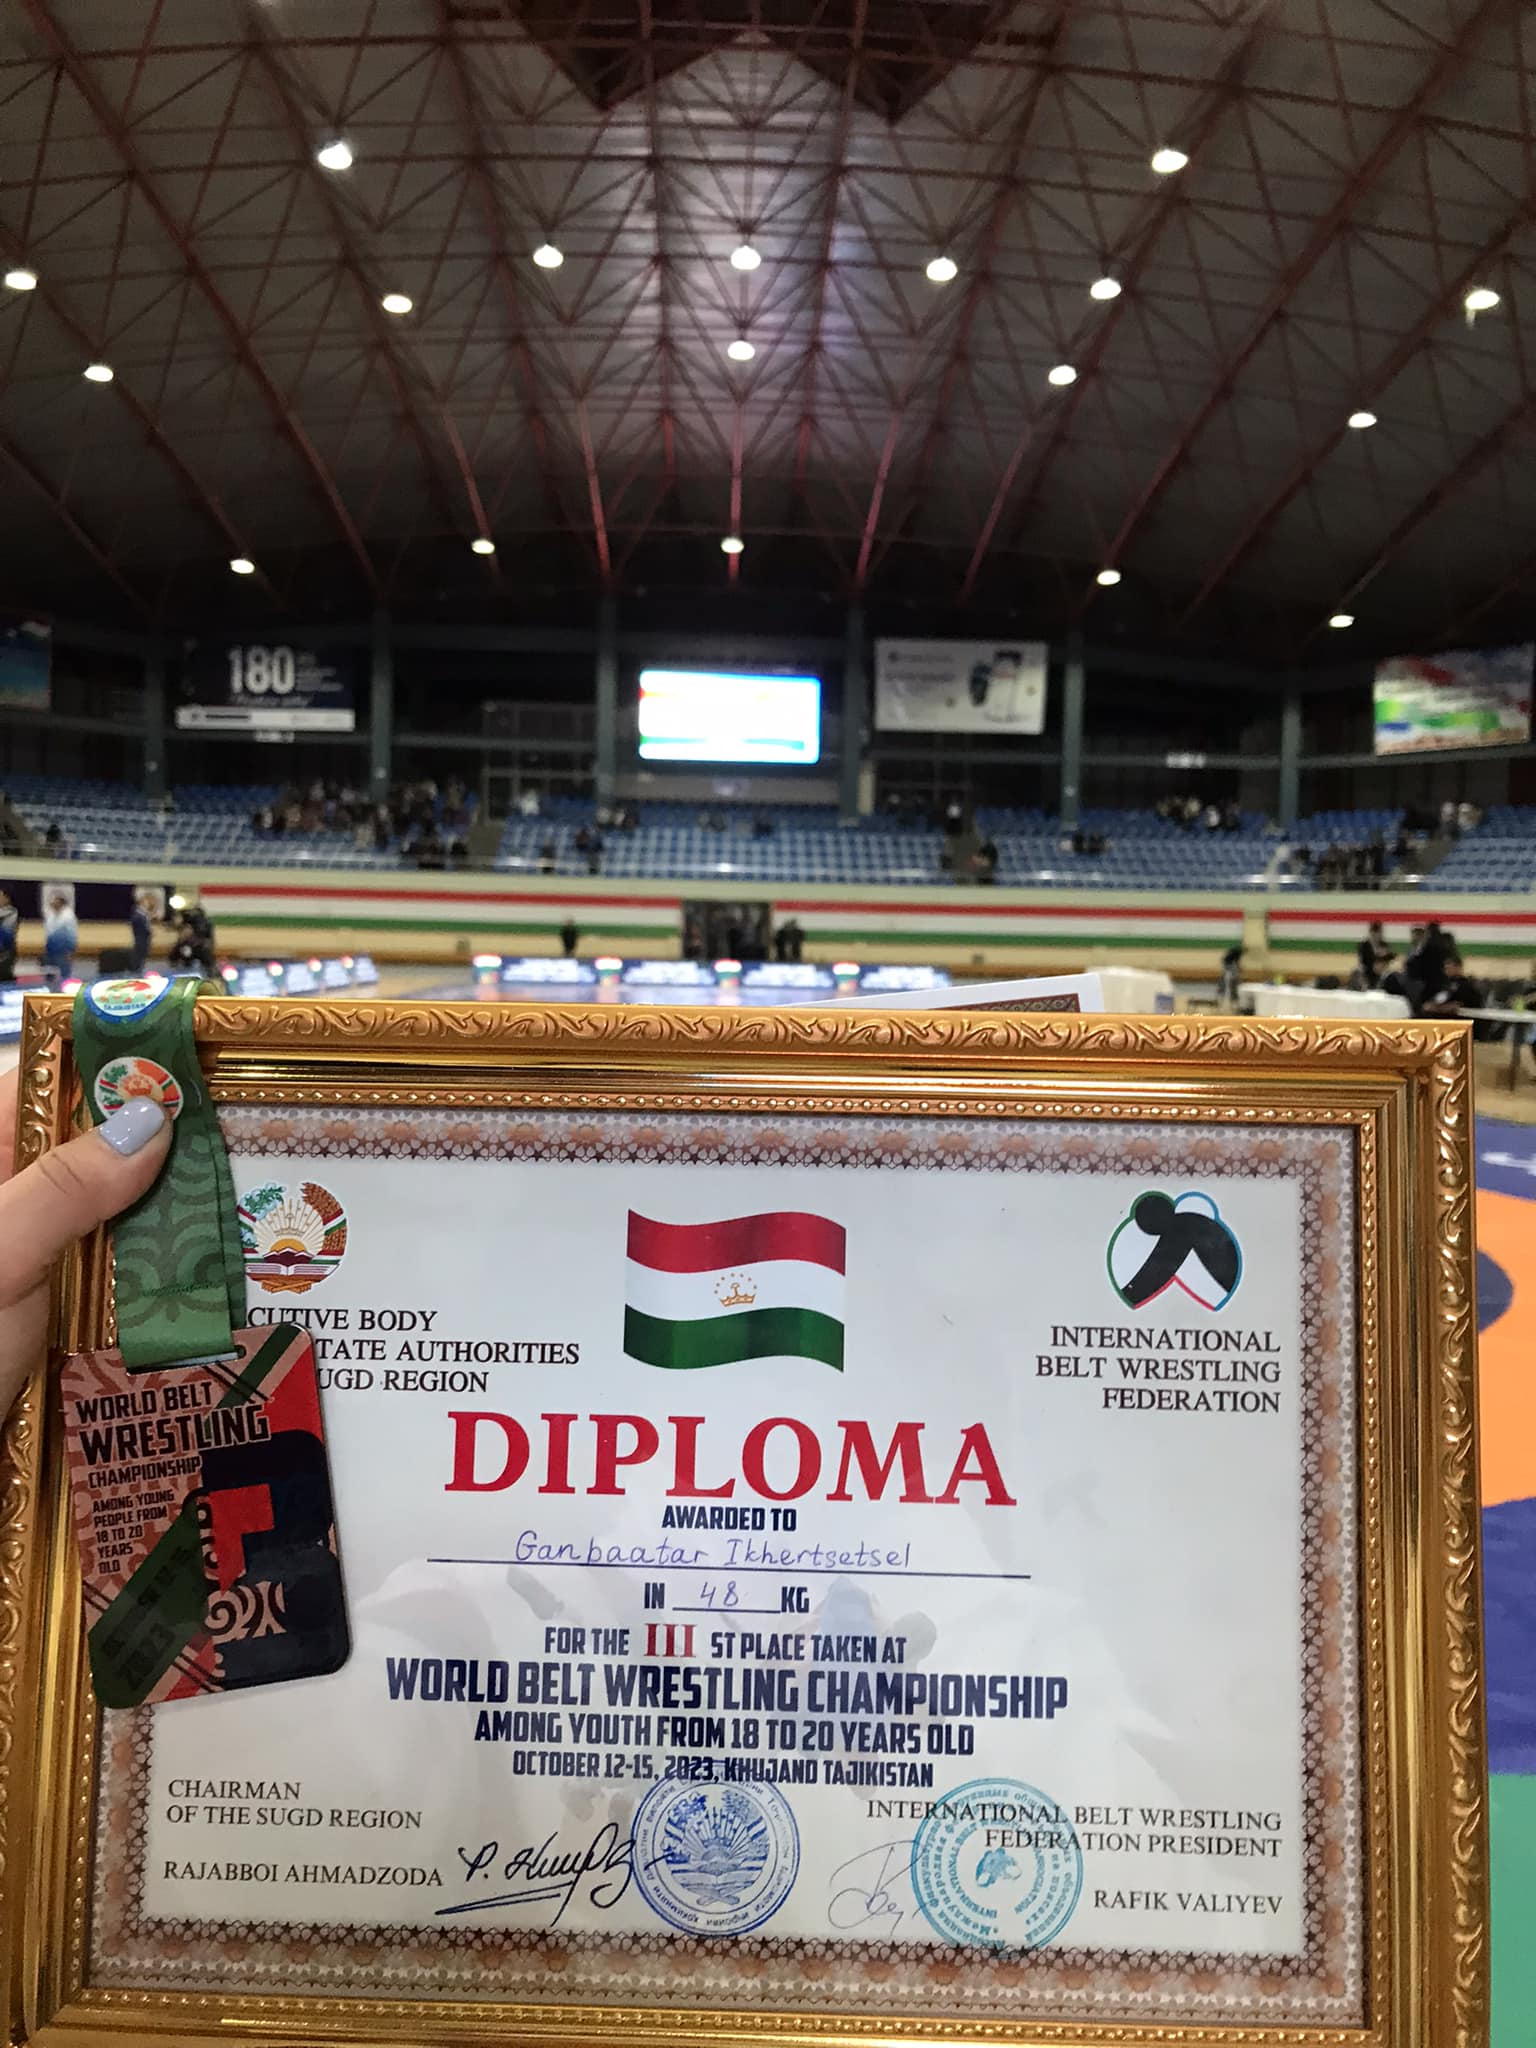 180
TAJIKISTAN
CUTIVE BODY
TATE AUTHORITIES
UGD REGION
INTERNATIONAL
BELT WRESTLING
FEDERATION
WORLD BELT
WRESTLING
CHAMPIONSHIP
AMONG YOUNG
PEOPLE FROM
18 TO 20
YEARS
OLD
2023
DIPLOMA
AWARDED TO
Ganbaatar Ikhertsetsel
IN 48 KG
FOR THE III ST PLACE TAKEN AT
WORLD BELT WRESTLING CHAMPIONSHIP
AMONG YOUTH FROM 18 TO 20 YEARS OLD
OCTOBER 12-15, 2023, KHUJAND TAJIKISTAN
CHAIRMAN
OF THE SUGD REGION
RAJABBOI AHMADZODA
INTERNATIONAL BELT WRESTLING
FEDERATION PRESIDENT
RAFIK VALIYEV